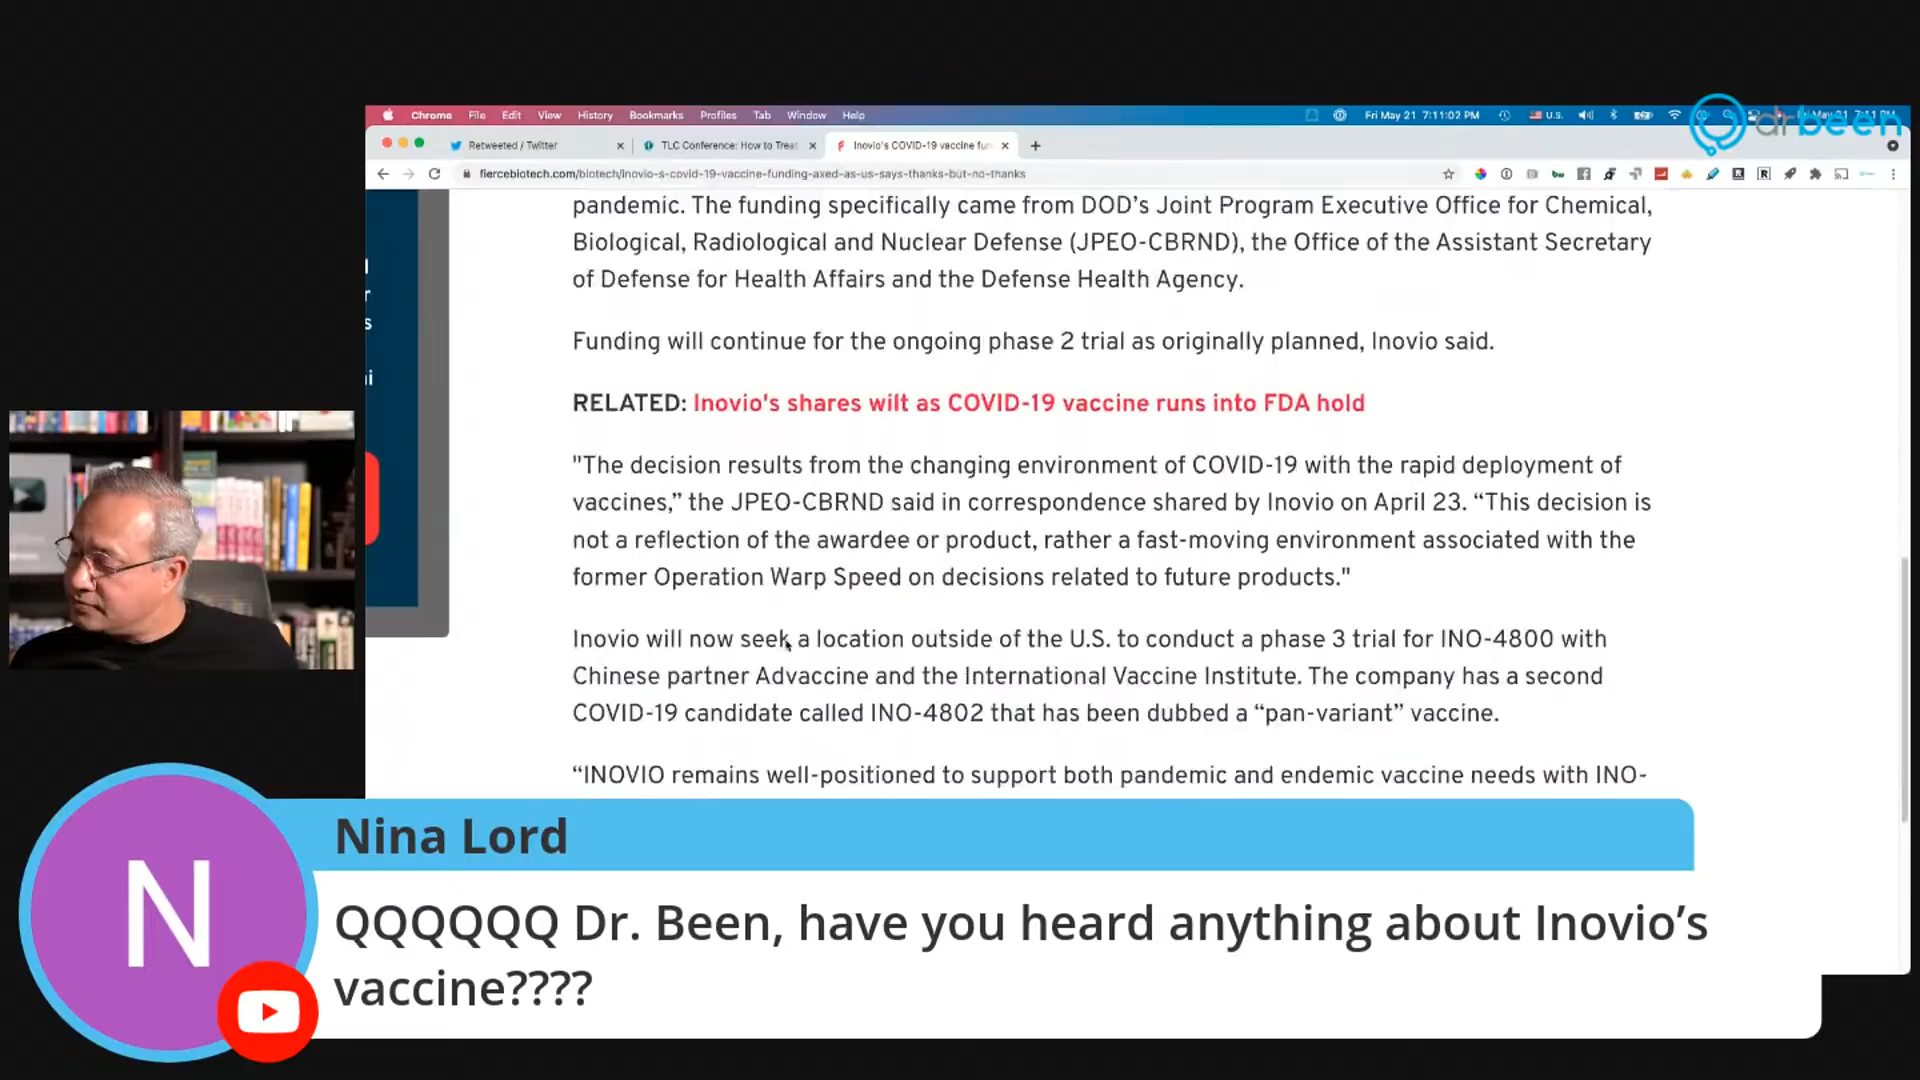 Chrome File Edit View History Bookmarks Profiles Tab Window Help
U.S.
Fri May 21 7:11:02 PM
drbeen
Retweeted / Twitter
TLC Conference: How to Treat
Inovio's COVID-19 vaccine fun
fiercebiotech.com/biotech/inovio-s-covid-19-vaccine-funding-axed-as-us-says-thanks-but-no-thanks
pandemic. The funding specifically came from DOD’s Joint Program Executive Office for Chemical,
Biological, Radiological and Nuclear Defense (JPEO-CBRND), the Office of the Assistant Secretary
of Defense for Health Affairs and the Defense Health Agency.
Funding will continue for the ongoing phase 2 trial as originally planned, Inovio said.
RELATED: Inovio's shares wilt as COVID-19 vaccine runs into FDA hold
"The decision results from the changing environment of COVID-19 with the rapid deployment of
vaccines,” the JPEO-CBRND said in correspondence shared by Inovio on April 23. “This decision is
not a reflection of the awardee or product, rather a fast-moving environment associated with the
former Operation Warp Speed on decisions related to future products."
Inovio will now seek a location outside of the U.S. to conduct a phase 3 trial for INO-4800 with
Chinese partner Advaccine and the International Vaccine Institute. The company has a second
COVID-19 candidate called INO-4802 that has been dubbed a “pan-variant” vaccine.
“INOVIO remains well-positioned to support both pandemic and endemic vaccine needs with INO-
N
Nina Lord
QQQQQQ Dr. Been, have you heard anything about Inovio’s
vaccine????